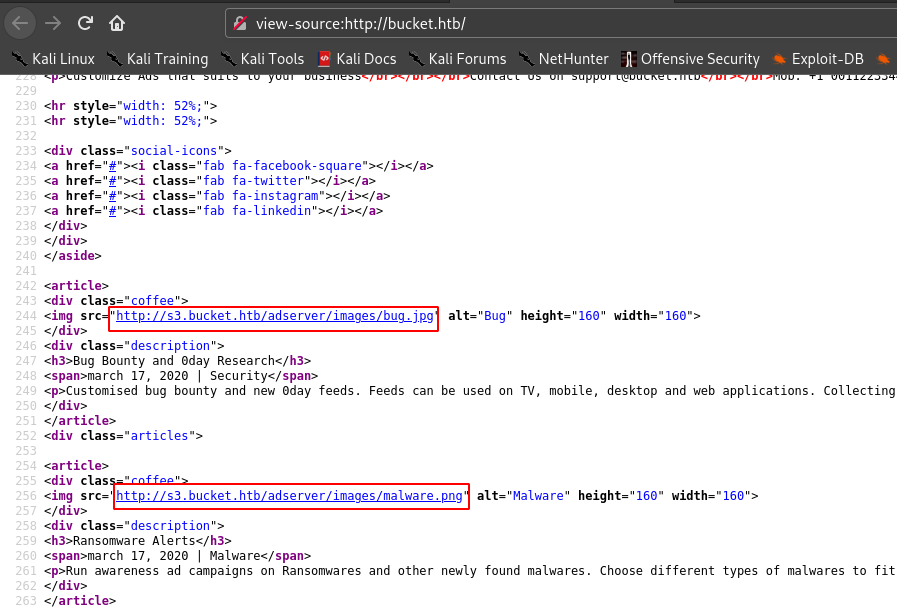 view-source:http://bucket.htb/
Kali Linux Kali Training Kali Tools Kali Docs Kali Forums NetHunter Offensive Security Exploit-DB
228 <p>Customize Ads that suits to your business</br></br></br>Contact Us on support@bucket.htb</br></br>Mob: +1 001122334
229
230 <hr style="width: 52%;">
231 <hr style="width: 52%;">
232
233 <div class="social-icons">
234 <a href="#"><i class="fab fa-facebook-square"></i></a>
235 <a href="#"><i class="fab fa-twitter"></i></a>
236 <a href="#"><i class="fab fa-instagram"></i></a>
237 <a href="#"><i class="fab fa-linkedin"></i></a>
238 </div>
239 </div>
240 </aside>
241
242 <article>
243 <div class="coffee">
244 <img src="http://s3.bucket.htb/adserver/images/bug.jpg" alt="Bug" height="160" width="160">
245 </div>
246 <div class="description">
247 <h3>Bug Bounty and 0day Research</h3>
248 <span>march 17, 2020 | Security</span>
249 <p>Customised bug bounty and new 0day feeds. Feeds can be used on TV, mobile, desktop and web applications. Collecting
250 </div>
251 </article>
252 <div class="articles">
253
254 <article>
255 <div class="coffee">
256 <img src="http://s3.bucket.htb/adserver/images/malware.png" alt="Malware" height="160" width="160">
257 </div>
258 <div class="description">
259 <h3>Ransomware Alerts</h3>
260 <span>march 17, 2020 | Malware</span>
261 <p>Run awareness ad campaigns on Ransomwares and other newly found malwares. Choose different types of malwares to fit
262 </div>
263 </article>